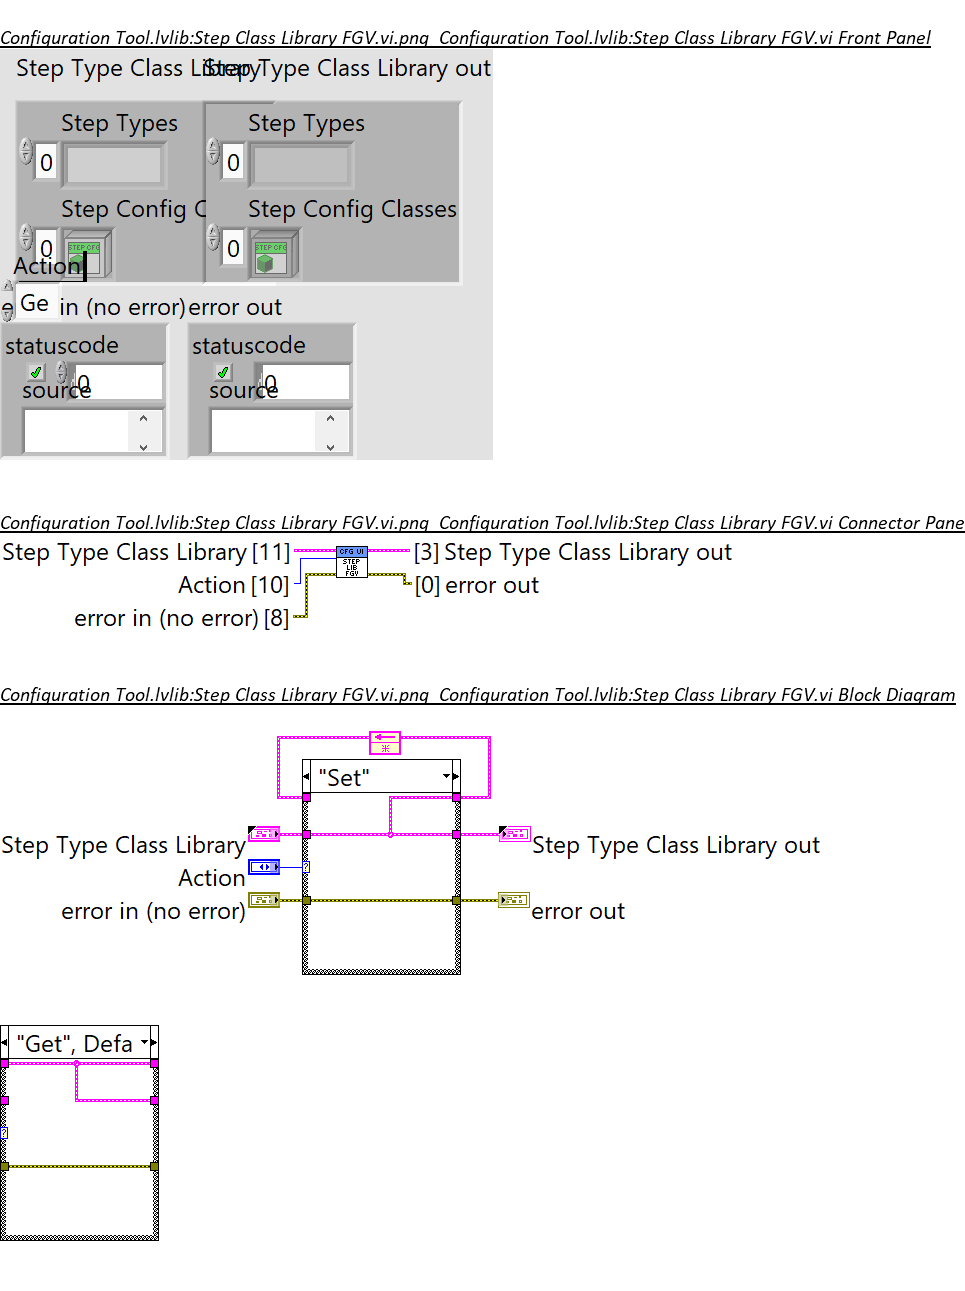 Configuration Tool.lvlib:Step Class Library FGV.vi.png  Configuration Tool.lvlib:Step Class Library FGV.vi Front Panel
Step Type Class Library
Step Type Class Library out
Step Types
Step Types
0
0
Step Config C
Step Config Classes
0
STEP CFG
0
STEP CFG
Action
Ge
in (no error)
error out
status
code
status
code
0
0
source
source
Configuration Tool.lvlib:Step Class Library FGV.vi.png  Configuration Tool.lvlib:Step Class Library FGV.vi Connector Pane
Step Type Class Library [11]
CFG VI
STEP
LIB
FGV
[3] Step Type Class Library out
Action [10]
[0] error out
error in (no error) [8]
Configuration Tool.lvlib:Step Class Library FGV.vi.png  Configuration Tool.lvlib:Step Class Library FGV.vi Block Diagram
"Set"
Step Type Class Library
Step Type Class Library out
?
Action
error in (no error)
error out
"Get", Defa
?